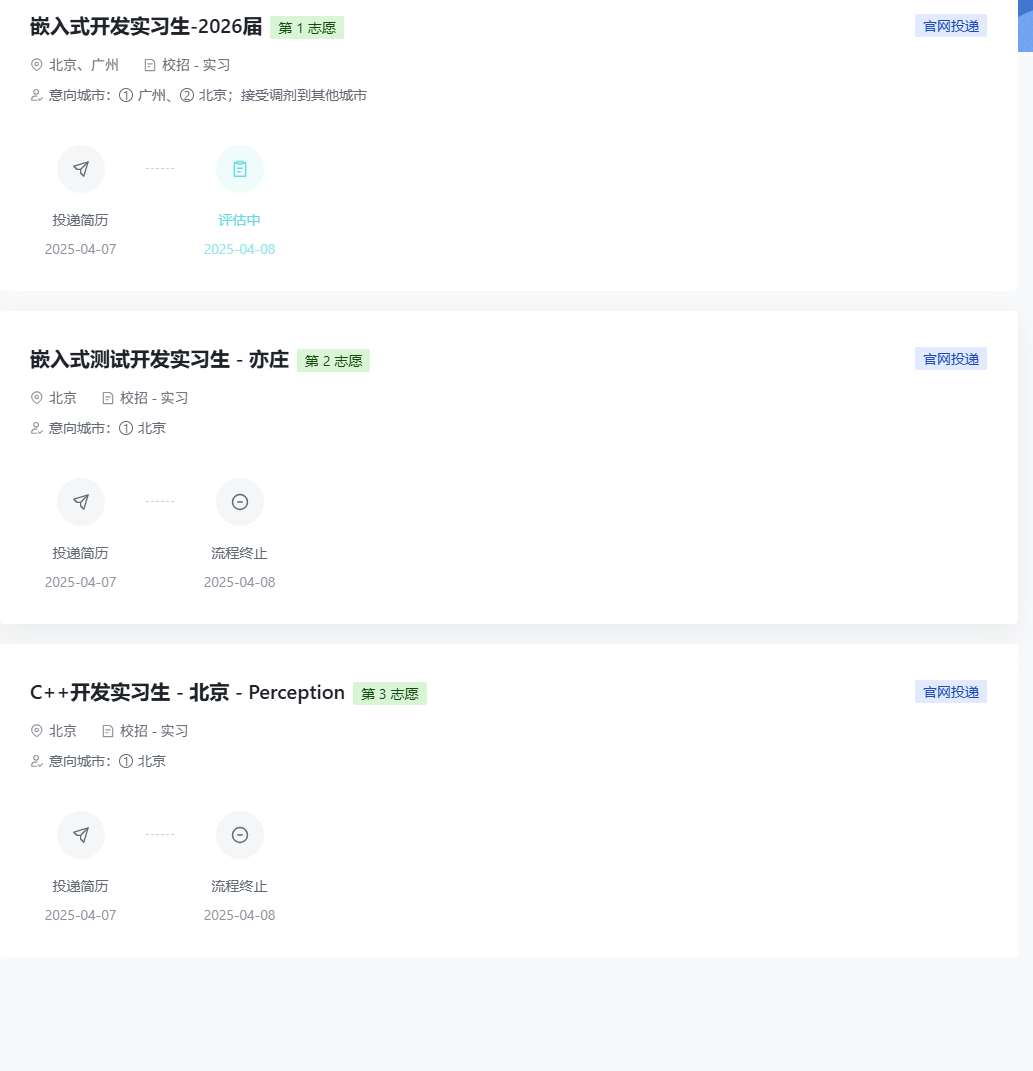 嵌入式开发实习生-2026届 第 1 志愿 官网投递
北京、广州 校招 - 实习
意向城市：① 广州、② 北京；接受调剂到其他城市
投递简历 评估中
2025-04-07 2025-04-08
嵌入式测试开发实习生 - 亦庄 第 2 志愿 官网投递
北京 校招 - 实习
意向城市：① 北京
投递简历 流程终止
2025-04-07 2025-04-08
C++开发实习生 - 北京 - Perception 第 3 志愿 官网投递
北京 校招 - 实习
意向城市：① 北京
投递简历 流程终止
2025-04-07 2025-04-08